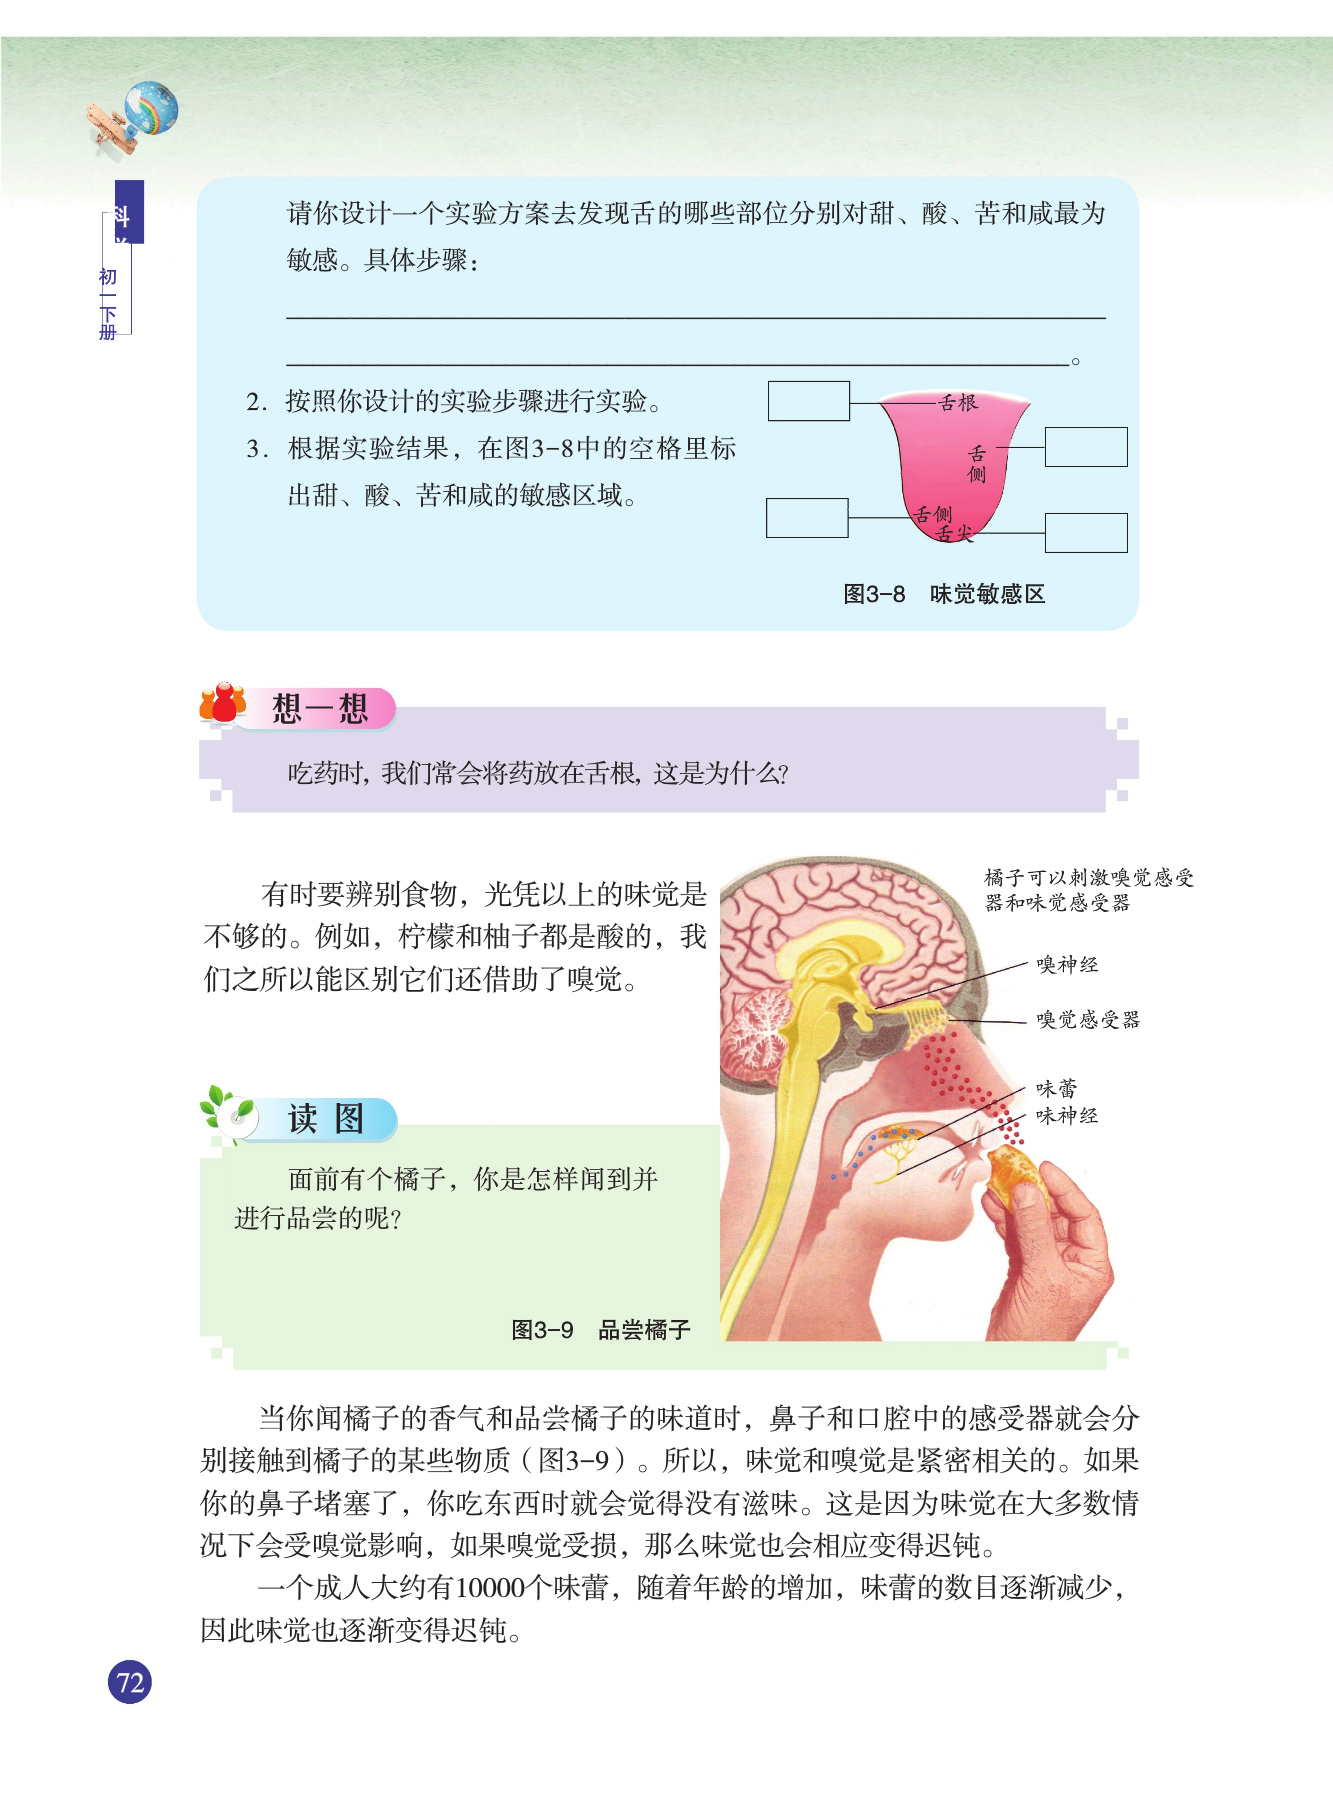 科
初一下册
请你设计一个实验方案去发现舌的哪些部位分别对甜、酸、苦和咸最为
敏感。具体步骤：
。
2. 按照你设计的实验步骤进行实验。
3. 根据实验结果，在图3-8中的空格里标
出甜、酸、苦和咸的敏感区域。
舌根
舌侧
舌侧
舌尖
图3-8 味觉敏感区
想一想
吃药时，我们常会将药放在舌根，这是为什么？
有时要辨别食物，光凭以上的味觉是
不够的。例如，柠檬和柚子都是酸的，我
们之所以能区别它们还借助了嗅觉。
橘子可以刺激嗅觉感受
器和味觉感受器
嗅神经
嗅觉感受器
味蕾
味神经
读图
面前有个橘子，你是怎样闻到并
进行品尝的呢？
图3-9 品尝橘子
当你闻橘子的香气和品尝橘子的味道时，鼻子和口腔中的感受器就会分
别接触到橘子的某些物质（图3-9）。所以，味觉和嗅觉是紧密相关的。如果
你的鼻子堵塞了，你吃东西时就会觉得没有滋味。这是因为味觉在大多数情
况下会受嗅觉影响，如果嗅觉受损，那么味觉也会相应变得迟钝。
一个成人大约有10000个味蕾，随着年龄的增加，味蕾的数目逐渐减少，
因此味觉也逐渐变得迟钝。
72